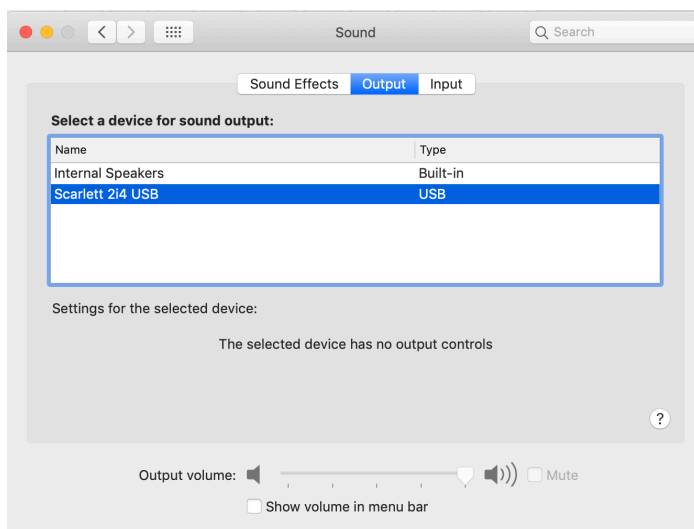 Sound
Search
Sound Effects Output Input
Select a device for sound output:
Name Type
Internal Speakers Built-in
Scarlett 2i4 USB USB
Settings for the selected device:
The selected device has no output controls
?
Output volume: Mute
Show volume in menu bar